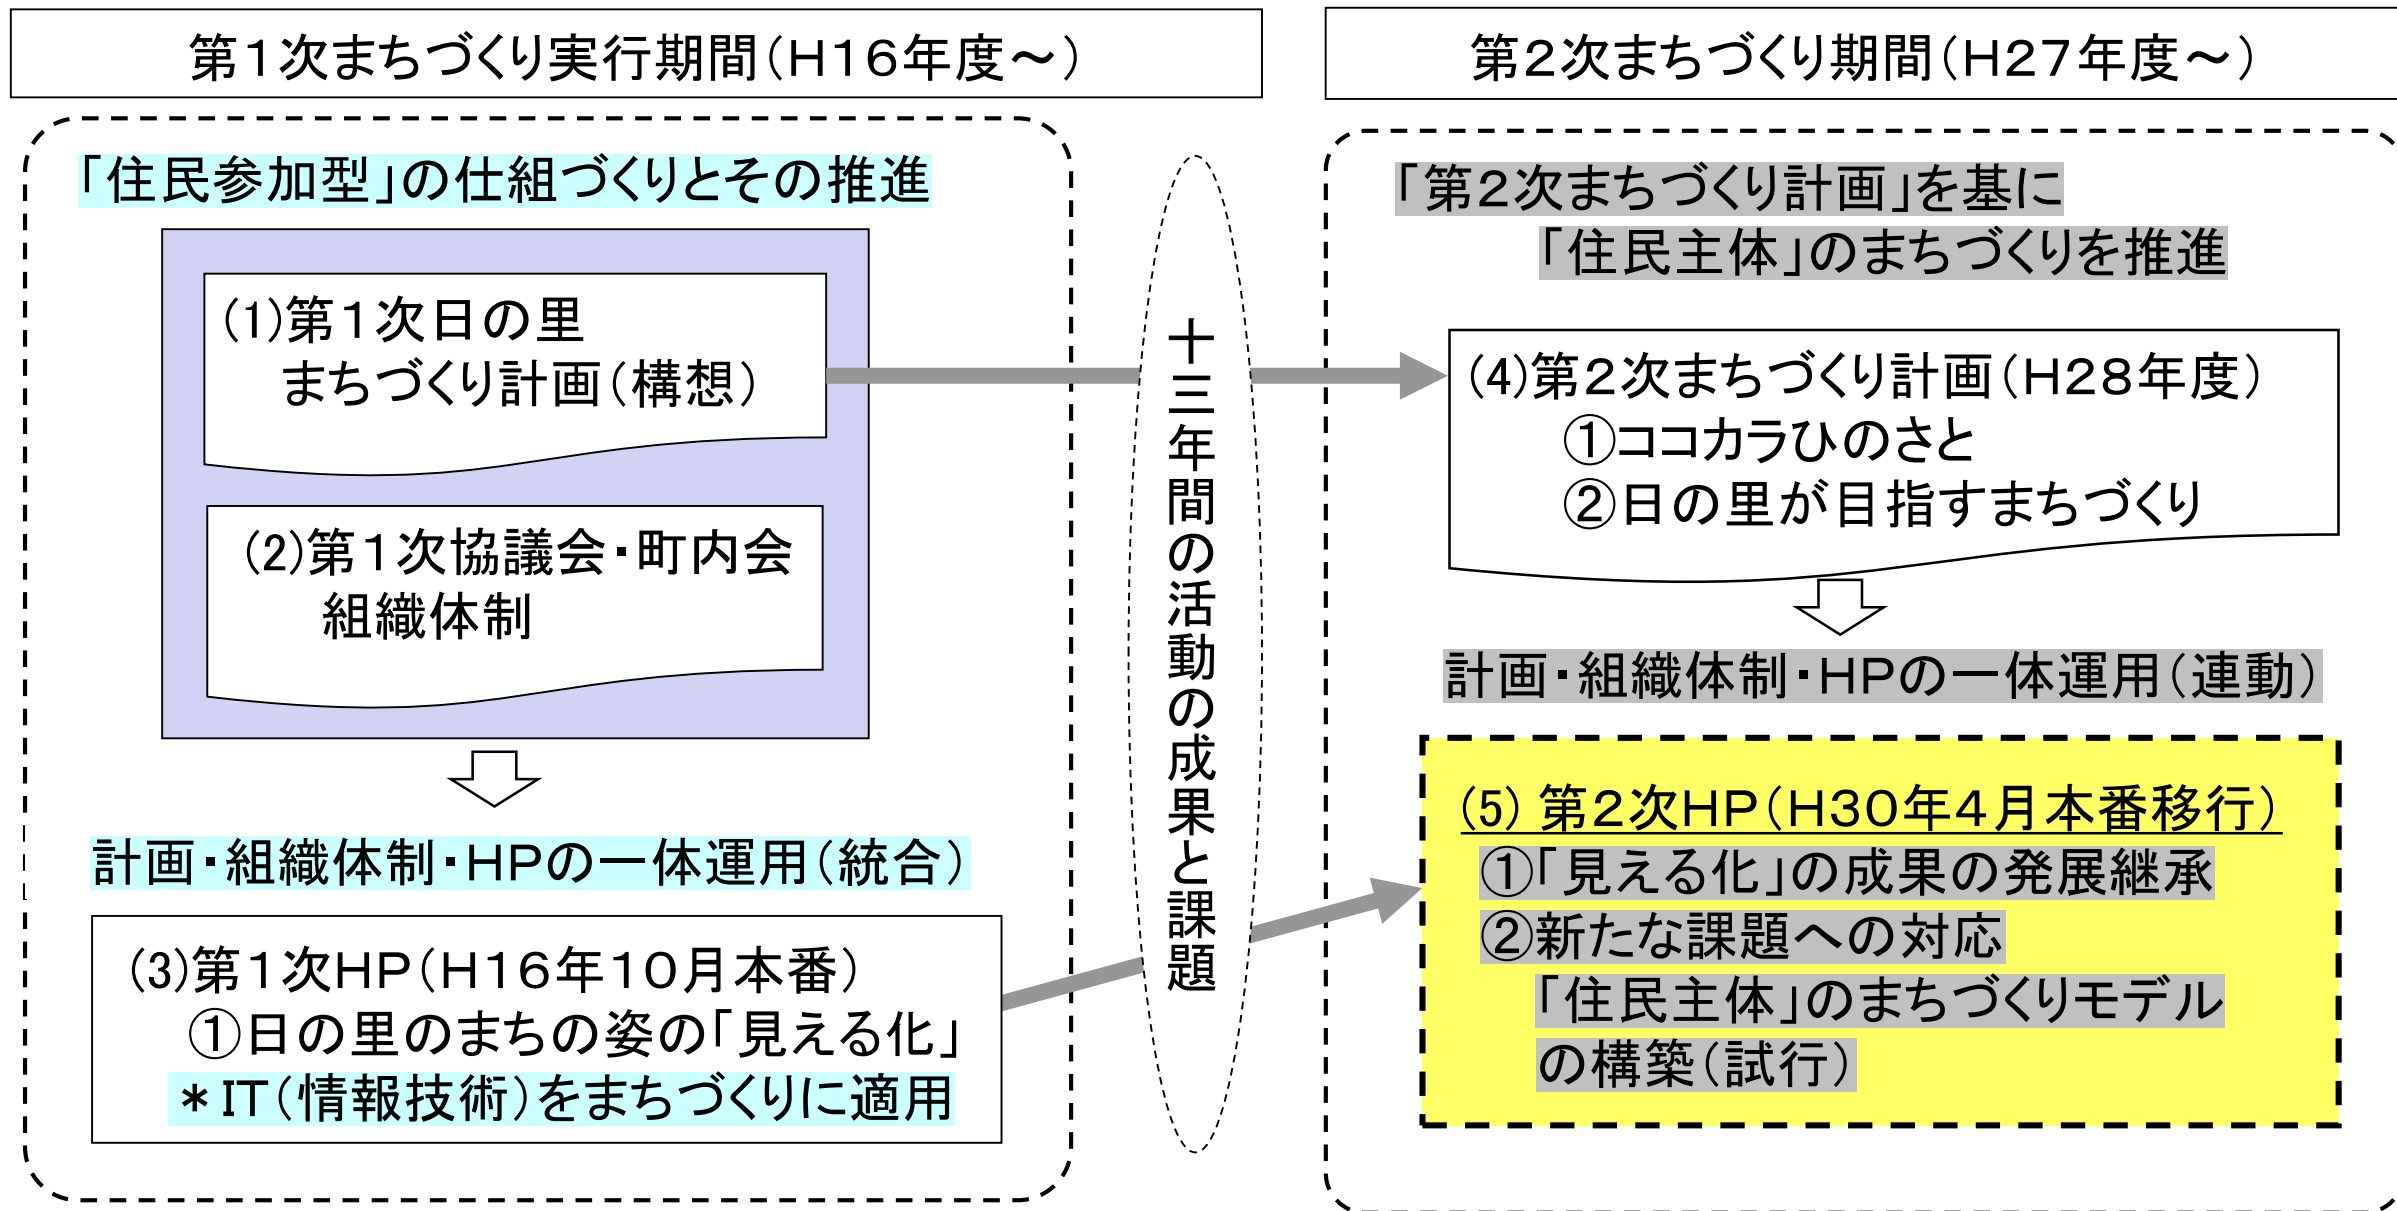 第１次まちづくり実行期間（H１６年度～）
「住民参加型」の仕組づくりとその推進
(1)第１次日の里
まちづくり計画（構想）
(2)第１次協議会・町内会
組織体制
計画・組織体制・HPの一体運用（統合）
(3)第１次HP（H１６年１０月本番）
①日の里のまちの姿の「見える化」
＊IT（情報技術）をまちづくりに適用
十三年間の活動の成果と課題
第２次まちづくり期間（H２７年度～）
「第２次まちづくり計画」を基に
「住民主体」のまちづくりを推進
(4)第２次まちづくり計画（H２８年度）
①ココカラひのさと
②日の里が目指すまちづくり
計画・組織体制・HPの一体運用（連動）
(5) 第２次HP（H３０年４月本番移行）
①「見える化」の成果の発展継承
②新たな課題への対応
「住民主体」のまちづくりモデル
の構築（試行）